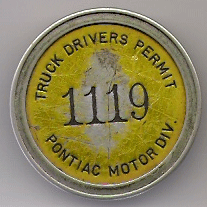 TRUCK DRIVERS PERMIT
1119
PONTIAC MOTOR DIV.